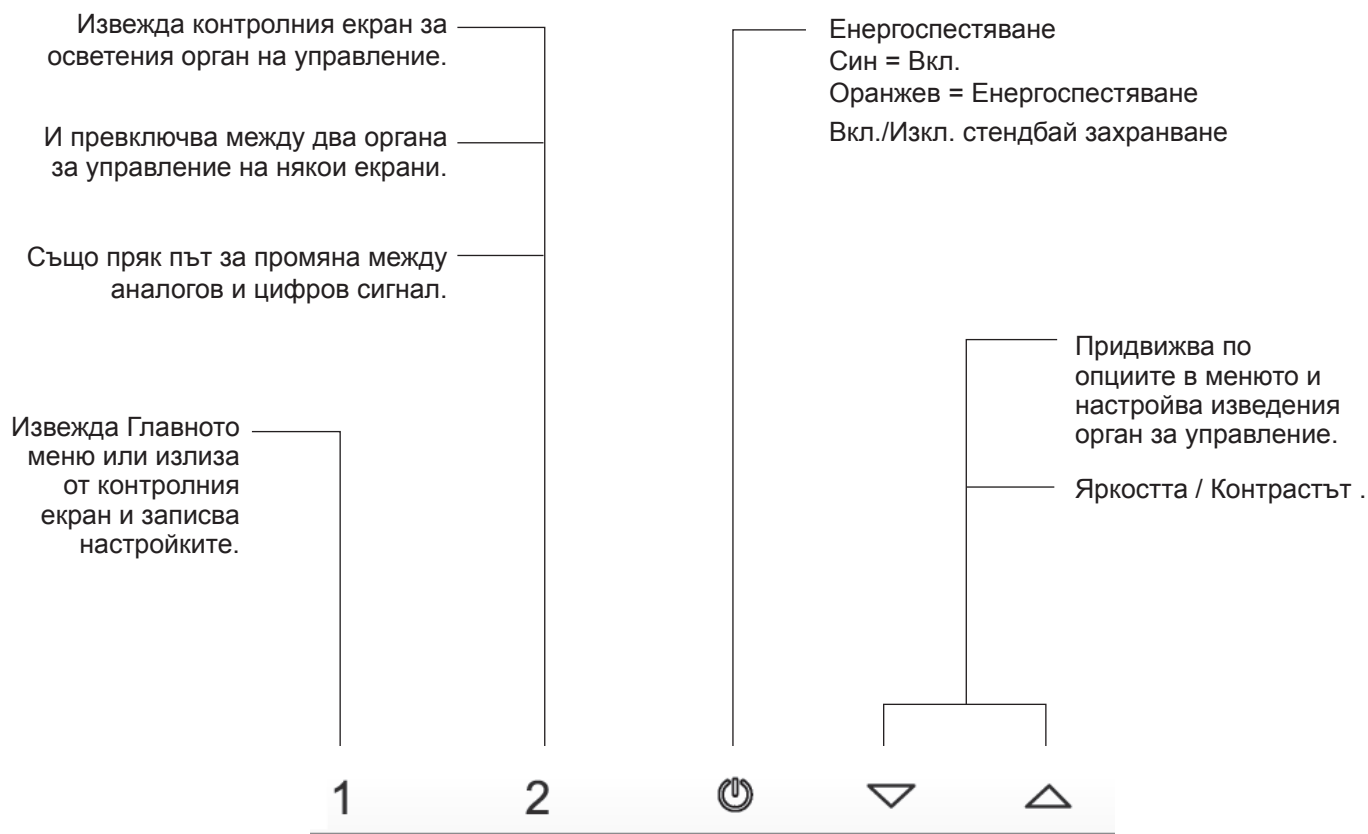 Извежда контролния екран за
осветения орган на управление.
И превключва между два органа
за управление на някои екрани.
Също пряк път за промяна между
аналогов и цифров сигнал.
Извежда Главното
меню или излиза
от контролния
екран и записва
настройките.
Енергоспестяване
Син = Вкл.
Оранжев = Енергоспестяване
Вкл./Изкл. стендбай захранване
Придвижва по
опциите в менюто и
настройва изведения
орган за управление.
Яркостта / Контрастът .
1 2